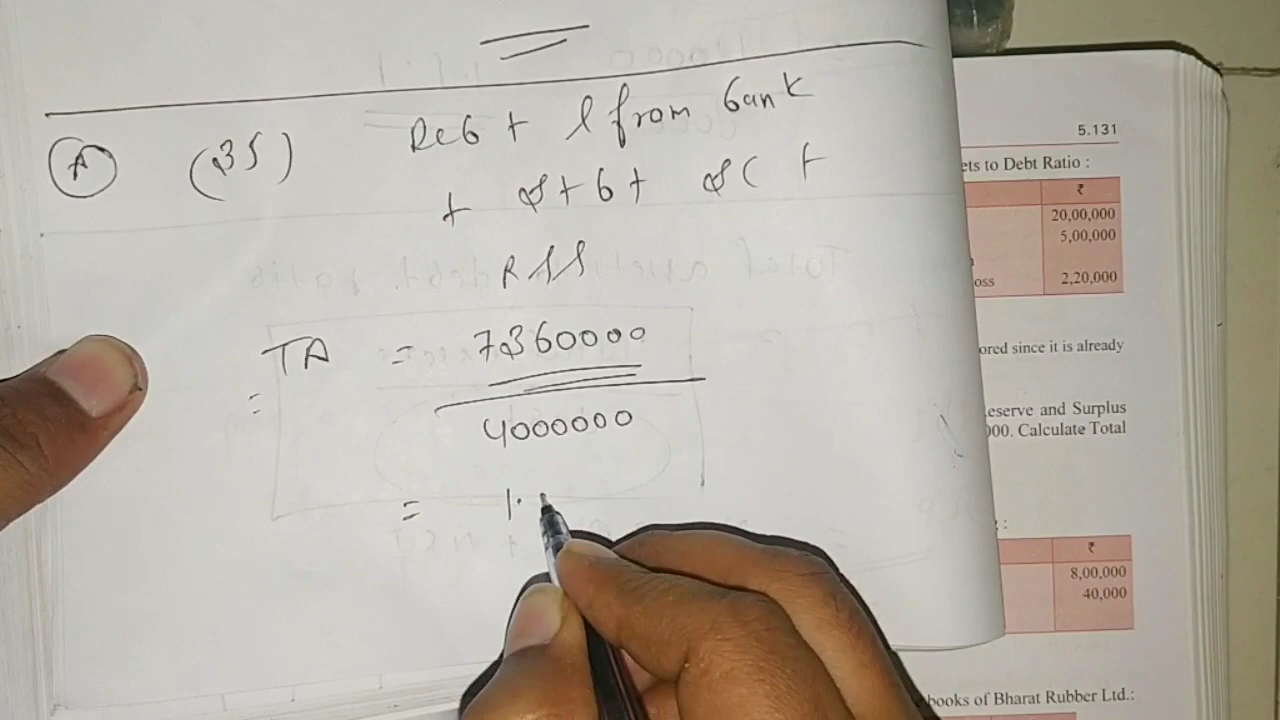 A (35) Deb + l from bank
+ S + b + SC +
RSS
TA = 7360000
= 4000000
= 1.
5.131
ets to Debt Ratio :
₹
20,00,000
5,00,000
oss 2,20,000
ored since it is already
eserve and Surplus
000. Calculate Total
:
₹
8,00,000
40,000
books of Bharat Rubber Ltd.: